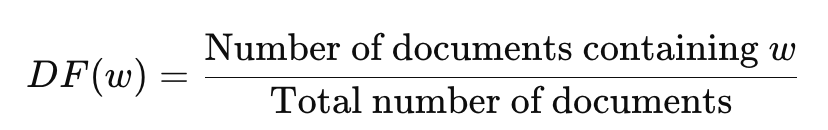 DF(w) = Number of documents containing w
Total number of documents